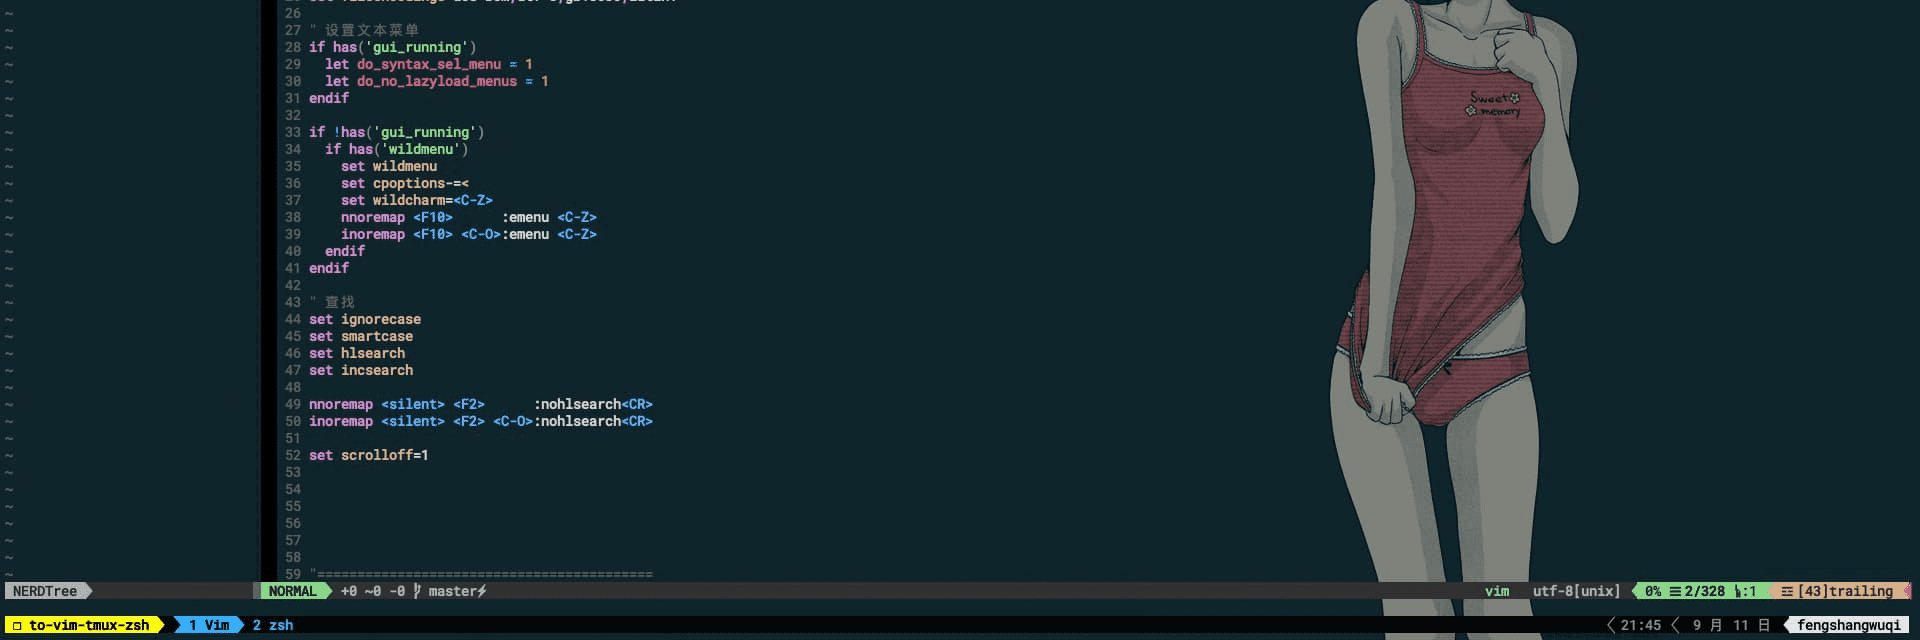 26
27 " 设置文本菜单
28 if has('gui_running')
29   let do_syntax_sel_menu = 1
30   let do_no_lazyload_menus = 1
31 endif
32
33 if !has('gui_running')
34   if has('wildmenu')
35     set wildmenu
36     set cpoptions-=<
37     set wildcharm=<C-Z>
38     nnoremap <F10>      :emenu <C-Z>
39     inoremap <F10> <C-O>:emenu <C-Z>
40   endif
41 endif
42
43 " 查找
44 set ignorecase
45 set smartcase
46 set hlsearch
47 set incsearch
48
49 nnoremap <silent> <F2>      :nohlsearch<CR>
50 inoremap <silent> <F2> <C-O>:nohlsearch<CR>
51
52 set scrolloff=1
53
54
55
56
57
58
59 "==========================================
Sweet
memory
NERDTree NORMAL +0 ~0 -0 master vim utf-8[unix] 0% 2/328 :1 [43]trailing
to-vim-tmux-zsh 1 Vim 2 zsh 21:45 9 月 11 日 fengshangwuqi